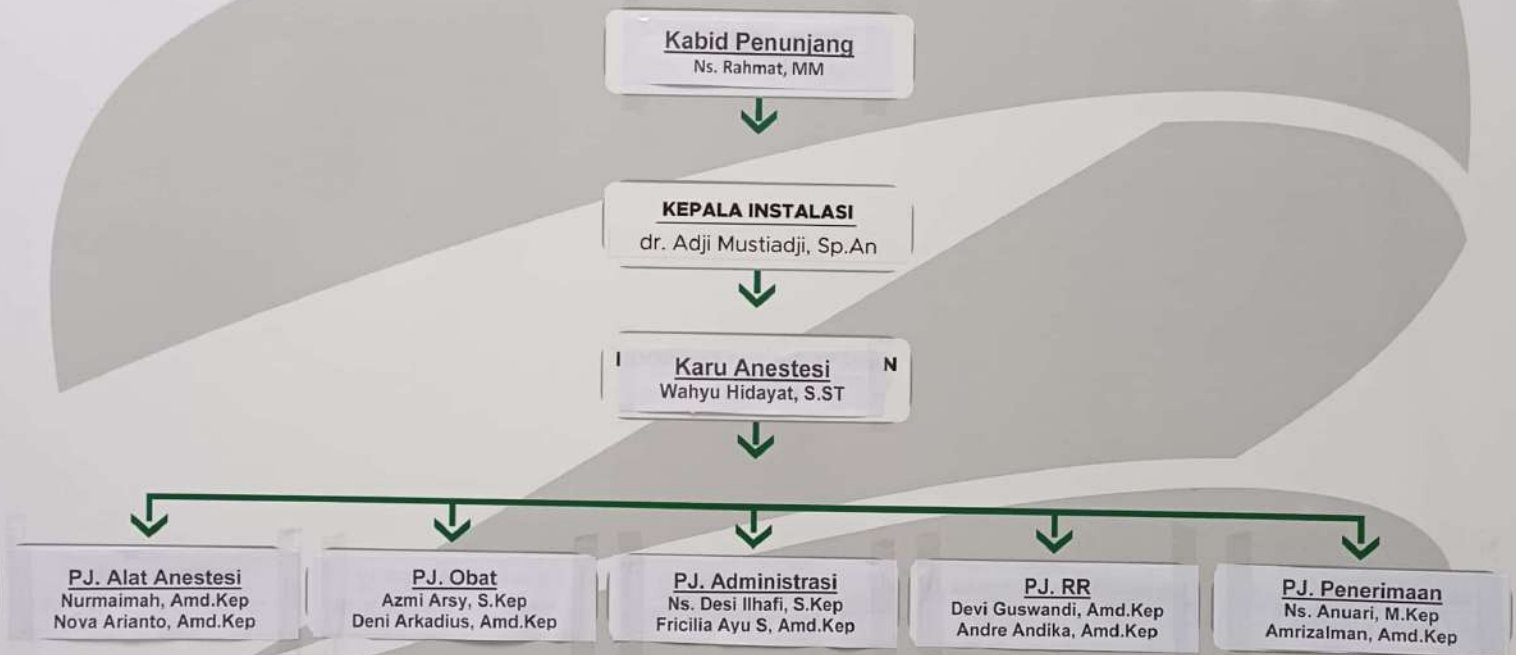 Kabid Penunjang
Ns. Rahmat, MM
KEPALA INSTALASI
dr. Adji Mustiadji, Sp.An
Karu Anestesi
Wahyu Hidayat, S.ST
PJ. Alat Anestesi
Nurmaimah, Amd.Kep
Nova Arianto, Amd.Kep
PJ. Obat
Azmi Arsy, S.Kep
Deni Arkadius, Amd.Kep
PJ. Administrasi
Ns. Desi Ilhafi, S.Kep
Fricilia Ayu S, Amd.Kep
PJ. RR
Devi Guswandi, Amd.Kep
Andre Andika, Amd.Kep
PJ. Penerimaan
Ns. Anuari, M.Kep
Amrizalman, Amd.Kep